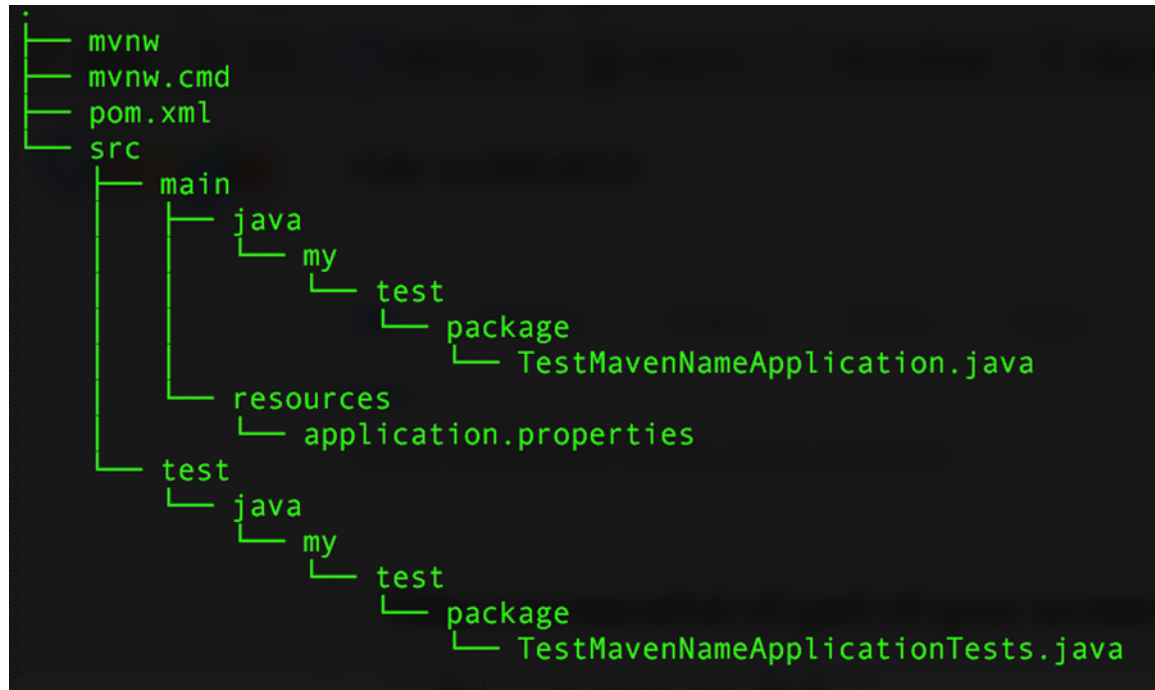 .
├── mvnw
├── mvnw.cmd
├── pom.xml
└── src
    ├── main
    │   ├── java
    │   │   └── my
    │   │       └── test
    │   │           └── package
    │   │               └── TestMavenNameApplication.java
    │   └── resources
    │       └── application.properties
    └── test
        └── java
            └── my
                └── test
                    └── package
                        └── TestMavenNameApplicationTests.java